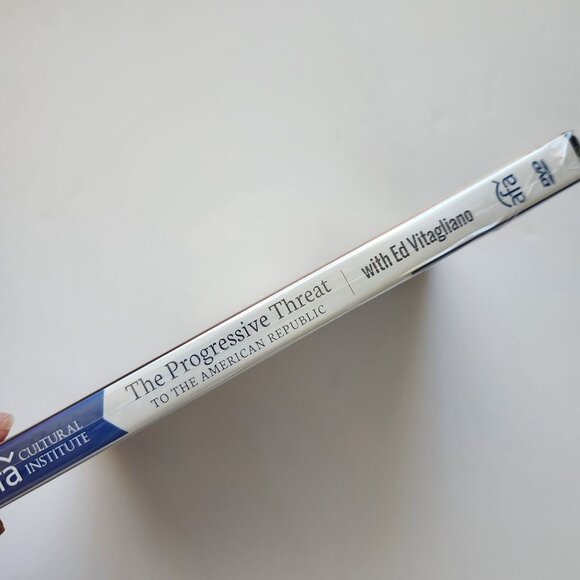 CULTURAL
INSTITUTE
The Progressive Threat
TO THE AMERICAN REPUBLIC
with Ed Vitagliano
afa
DVD